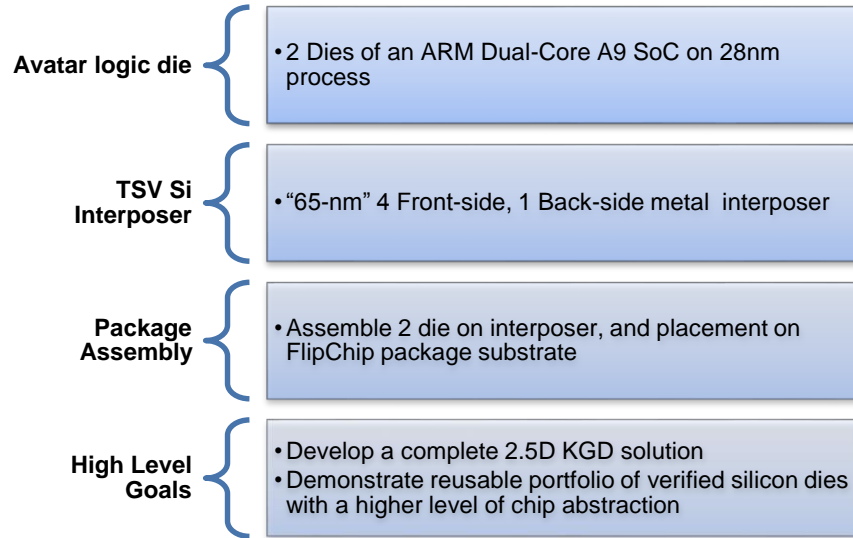 Avatar logic die
• 2 Dies of an ARM Dual-Core A9 SoC on 28nm
process
TSV Si
Interposer
• “65-nm” 4 Front-side, 1 Back-side metal interposer
Package
Assembly
• Assemble 2 die on interposer, and placement on
FlipChip package substrate
High Level
Goals
• Develop a complete 2.5D KGD solution
• Demonstrate reusable portfolio of verified silicon dies
with a higher level of chip abstraction